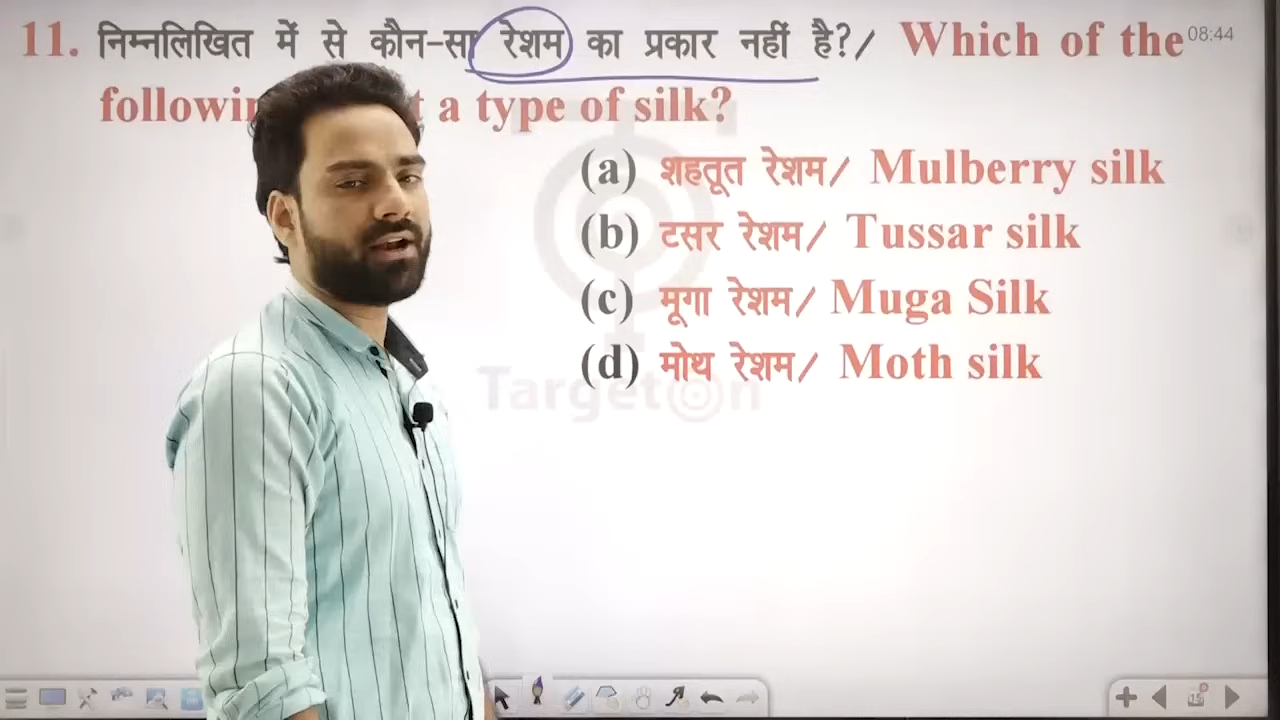 11. निम्नलिखित में से कौन-सा रेशम का प्रकार नहीं है?/ Which of the
08:44
a type of silk?
(a) शहतूत रेशम/ Mulberry silk
(b) टसर रेशम/ Tussar silk
(c) मूगा रेशम/ Muga Silk
(d) मोथ रेशम/ Moth silk
Targeton